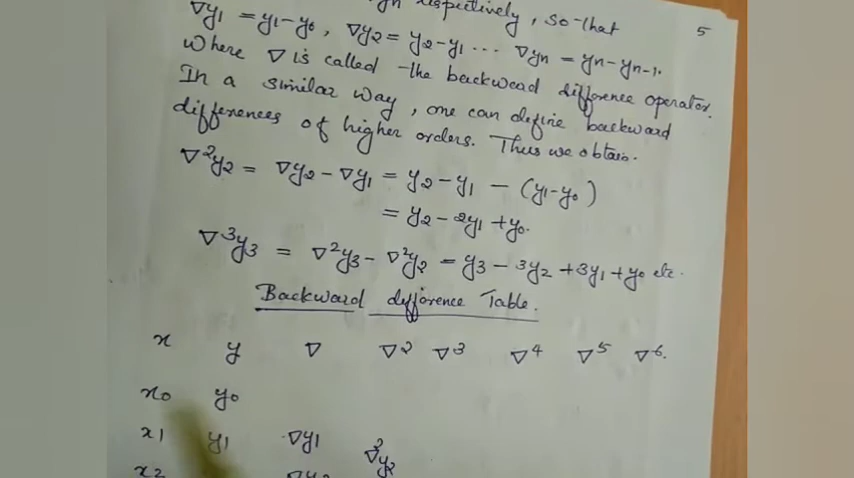 respectively, so-that
5
∇y1 = y1-y0, ∇y2 = y2-y1 ... ∇yn = yn-yn-1.
Where ∇ is called -the backward difference operator.
In a similar way, one can define backward
differences of higher orders. Thus we obtain.
∇²y2 = ∇y2-∇y1 = y2-y1 - (y1-y0)
= y2-2y1+y0.
∇³y3 = ∇²y3-∇²y2 = y3-3y2+3y1+y0 etc.
Backward difference Table.
x y ∇ ∇2 ∇3 ∇4 ∇5 ∇6.
x0 y0
x1 y1 ∇y1
∇²y2
x2